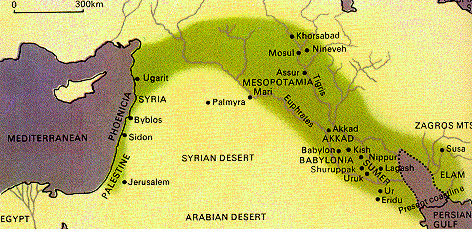 0 300km
Khorsabad
Mosul Nineveh
Assur
Ugarit
MESOPOTAMIA
Tigris
Mari
SYRIA
PHOENICIA
Palmyra
Euphrates
Byblos
Akkad
ZAGROS MTS
MEDITERRANEAN
Sidon
AKKAD
Babylon Kish
Susa
SYRIAN DESERT
BABYLONIA Nippur
SUMER
ELAM
Shuruppak Lagash
Uruk
PALESTINE
Jerusalem
Ur
Eridu
Present coastline
EGYPT
ARABIAN DESERT
PERSIAN
GULF